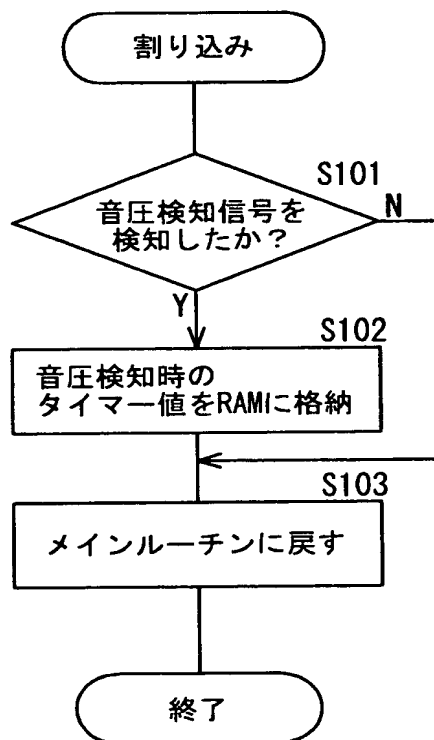 割り込み
S101
音圧検知信号を
検知したか？
N
Y
S102
音圧検知時の
タイマー値をRAMに格納
S103
メインルーチンに戻す
終了